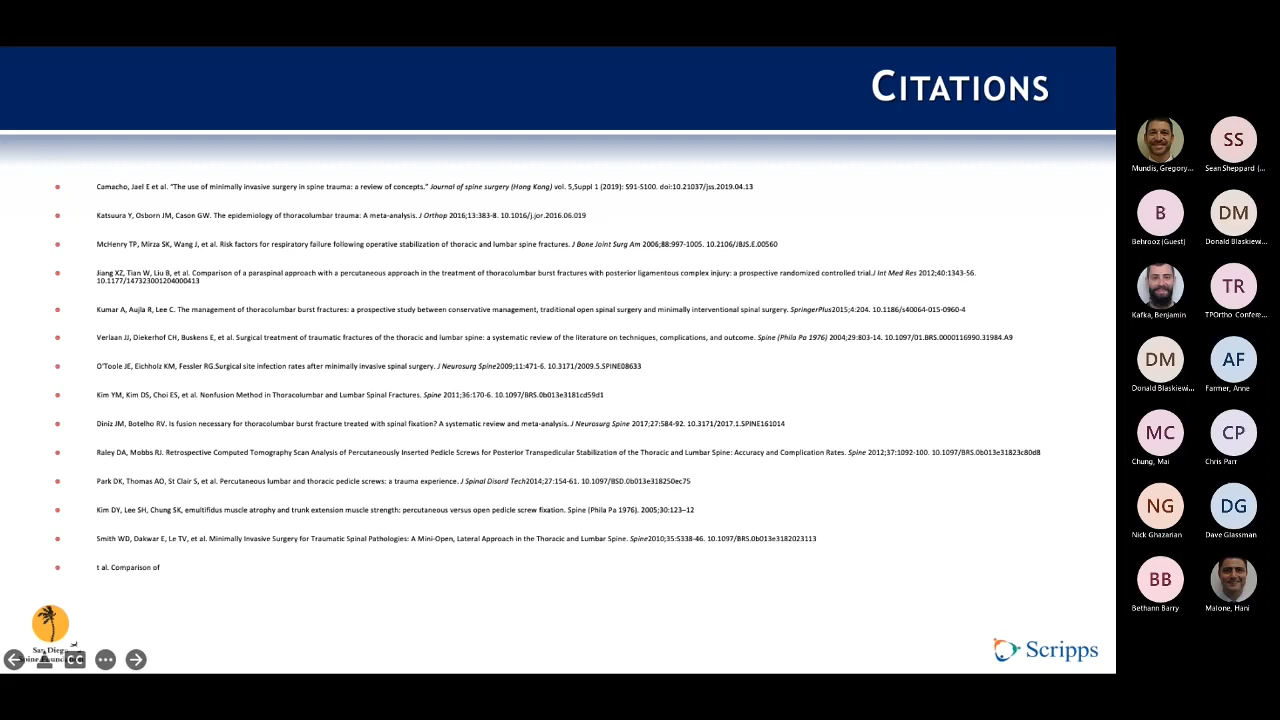 CITATIONS
Camacho, Jael E et al. “The use of minimally invasive surgery in spine trauma: a review of concepts.” Journal of spine surgery (Hong Kong) vol. 5,Suppl 1 (2019): S91-S100. doi:10.21037/jss.2019.04.13
Katsuura Y, Osborn JM, Cason GW. The epidemiology of thoracolumbar trauma: A meta-analysis. J Orthop 2016;13:383-8. 10.1016/j.jor.2016.06.019
McHenry TP, Mirza SK, Wang J, et al. Risk factors for respiratory failure following operative stabilization of thoracic and lumbar spine fractures. J Bone Joint Surg Am 2006;88:997-1005. 10.2106/JBJS.E.00560
Jiang XZ, Tian W, Liu B, et al. Comparison of a paraspinal approach with a percutaneous approach in the treatment of thoracolumbar burst fractures with posterior ligamentous complex injury: a prospective randomized controlled trial.J Int Med Res 2012;40:1343-56.
10.1177/147323001204000413
Kumar A, Aujla R, Lee C. The management of thoracolumbar burst fractures: a prospective study between conservative management, traditional open spinal surgery and minimally interventional spinal surgery. SpringerPlus2015;4:204. 10.1186/s40064-015-0960-4
Verlaan JJ, Diekerhof CH, Buskens E, et al. Surgical treatment of traumatic fractures of the thoracic and lumbar spine: a systematic review of the literature on techniques, complications, and outcome. Spine (Phila Pa 1976) 2004;29:803-14. 10.1097/01.BRS.0000116990.31984.A9
O'Toole JE, Eichholz KM, Fessler RG.Surgical site infection rates after minimally invasive spinal surgery. J Neurosurg Spine2009;11:471-6. 10.3171/2009.5.SPINE08633
Kim YM, Kim DS, Choi ES, et al. Nonfusion Method in Thoracolumbar and Lumbar Spinal Fractures. Spine 2011;36:170-6. 10.1097/BRS.0b013e3181cd59d1
Diniz JM, Botelho RV. Is fusion necessary for thoracolumbar burst fracture treated with spinal fixation? A systematic review and meta-analysis. J Neurosurg Spine 2017;27:584-92. 10.3171/2017.1.SPINE161014
Raley DA, Mobbs RJ. Retrospective Computed Tomography Scan Analysis of Percutaneously Inserted Pedicle Screws for Posterior Transpedicular Stabilization of the Thoracic and Lumbar Spine: Accuracy and Complication Rates. Spine 2012;37:1092-100. 10.1097/BRS.0b013e31823c80d8
Park DK, Thomas AO, St Clair S, et al. Percutaneous lumbar and thoracic pedicle screws: a trauma experience. J Spinal Disord Tech2014;27:154-61. 10.1097/BSD.0b013e318250ec75
Kim DY, Lee SH, Chung SK, emultifidus muscle atrophy and trunk extension muscle strength: percutaneous versus open pedicle screw fixation. Spine (Phila Pa 1976). 2005;30:123–12
Smith WD, Dakwar E, Le TV, et al. Minimally Invasive Surgery for Traumatic Spinal Pathologies: A Mini-Open, Lateral Approach in the Thoracic and Lumbar Spine. Spine2010;35:S338-46. 10.1097/BRS.0b013e3182023113
t al. Comparison of
San Diego
Spine Foundation
CC
Scripps
SS
Mundis, Gregory... Sean Sheppard (...
B DM
Behrooz (Guest) Donald Blaskiew...
TR
Kafka, Benjamin TPOrtho Confere...
DM AF
Donald Blaskiewi... Farmer, Anne
MC CP
Chung, Mai Chris Parr
NG DG
Nick Ghazarian Dave Glassman
BB
Bethann Barry Malone, Hani